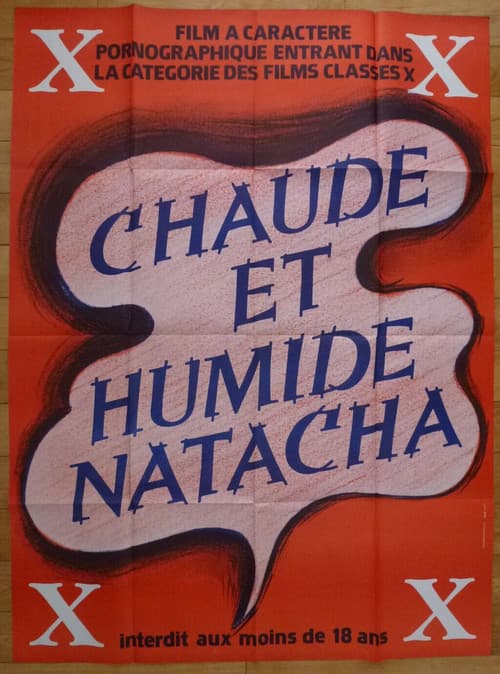 X X
FILM A CARACTERE
PORNOGRAPHIQUE ENTRANT DANS
LA CATEGORIE DES FILMS CLASSES X
CHAUDE
ET
HUMIDE
NATACHA
X X
interdit aux moins de 18 ans